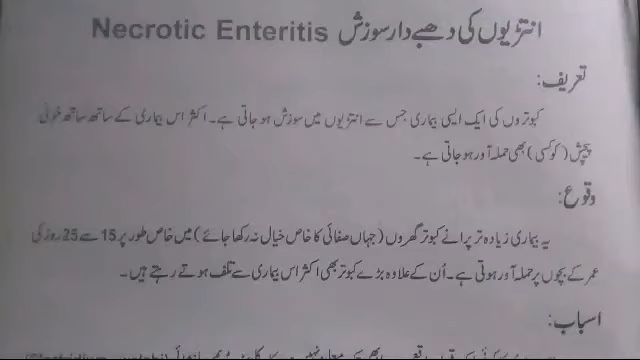 انتڑیوں کی دھبے دار سوزش Necrotic Enteritis
تعریف:
کبوتروں کی ایک ایسی بیماری جس سے انتڑیوں میں سوزش ہو جاتی ہے۔ اکثر اس بیماری کے ساتھ ساتھ خونی
پیچش (کوکسی) بھی حملہ آور ہو جاتی ہے۔
وقوع:
یہ بیماری زیادہ تر پرانے کبوتر گھروں (جہاں صفائی کا خاص خیال نہ رکھا جائے) میں خاص طور پر 15 سے 25 روز کی
عمر کے بچوں پر حملہ آور ہوتی ہے۔ اُن کے علاوہ بڑے کبوتر بھی اکثر اس بیماری سے تلف ہوتے رہتے ہیں۔
اسباب: